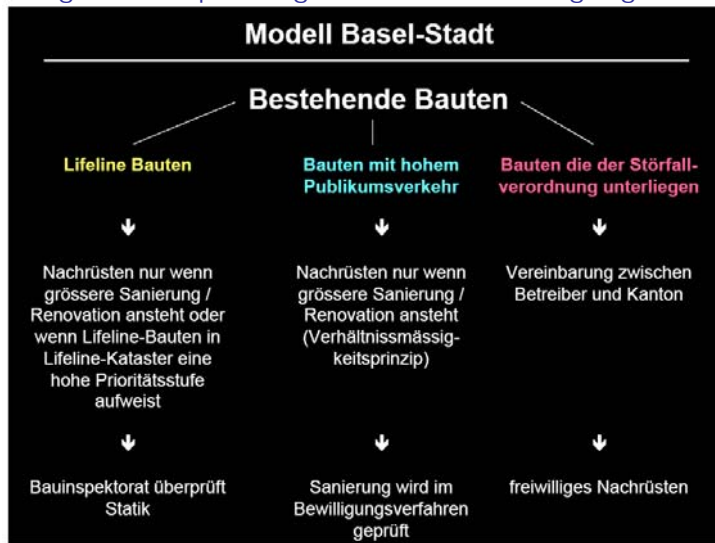 Modell Basel-Stadt
Bestehende Bauten
Lifeline Bauten
Nachrüsten nur wenn
grössere Sanierung /
Renovation ansteht oder
wenn Lifeline-Bauten in
Lifeline-Kataster eine
hohe Prioritätsstufe
aufweist
Bauinspektorat überprüft
Statik
Bauten mit hohem
Publikumsverkehr
Nachrüsten nur wenn
grössere Sanierung /
Renovation ansteht
(Verhältnissmässig-
keitsprinzip)
Sanierung wird im
Bewilligungsverfahren
geprüft
Bauten die der Störfall-
verordnung unterliegen
Vereinbarung zwischen
Betreiber und Kanton
freiwilliges Nachrüsten